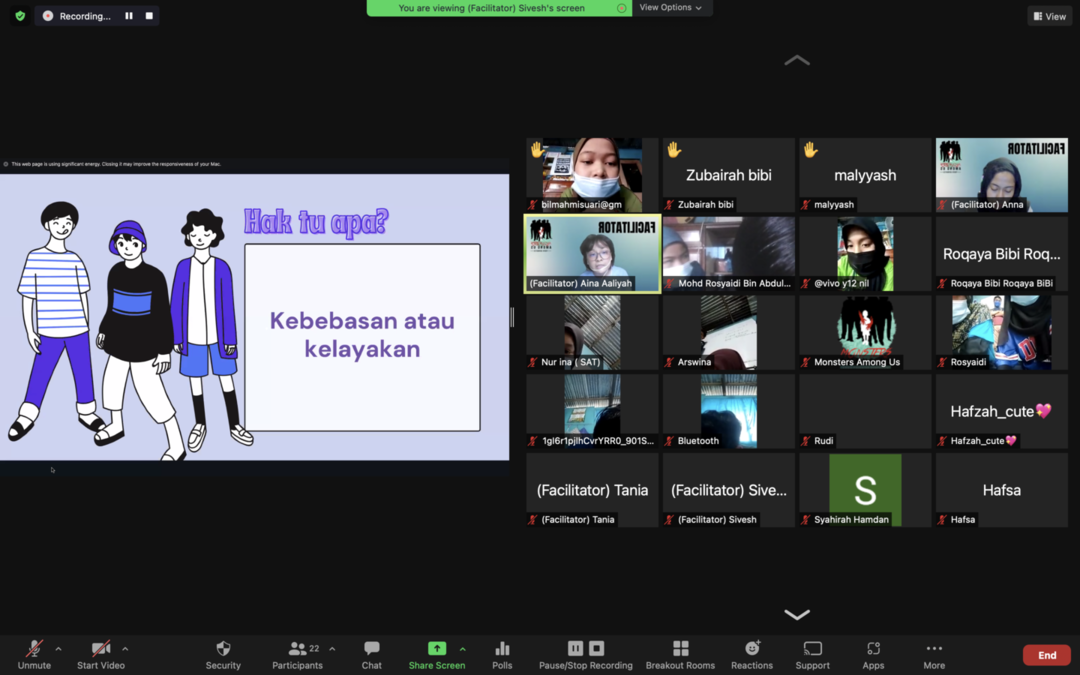 Recording...
You are viewing (Facilitator) Sivesh's screen
View Options
View
This web page is using significant energy. Closing it may improve the responsiveness of your Mac.
Hak tu apa?
Kebebasan atau
kelayakan
bilmahmisuari@gm
Zubairah bibi
Zubairah bibi
malyyash
malyyash
FACILITATOR
(Facilitator) Anna
FACILITATOR
(Facilitator) Aina Aaliyah
Mohd Rosyaidi Bin Abdul...
@vivo y12 nil
Roqaya Bibi Roq...
Roqaya Bibi Roqaya BiBi
Nur ina ( SAT)
Arswina
Monsters Among Us
Rosyaidi
1gI6r1pjlhCvrYRR0_901S...
Bluetooth
Rudi
Hafzah_cute💖
Hafzah_cute💖
(Facilitator) Tania
(Facilitator) Tania
(Facilitator) Sive...
(Facilitator) Sivesh
S
Syahirah Hamdan
Hafsa
Hafsa
Unmute
Start Video
Security
22
Participants
Chat
Share Screen
Polls
Pause/Stop Recording
Breakout Rooms
Reactions
Support
Apps
More
End